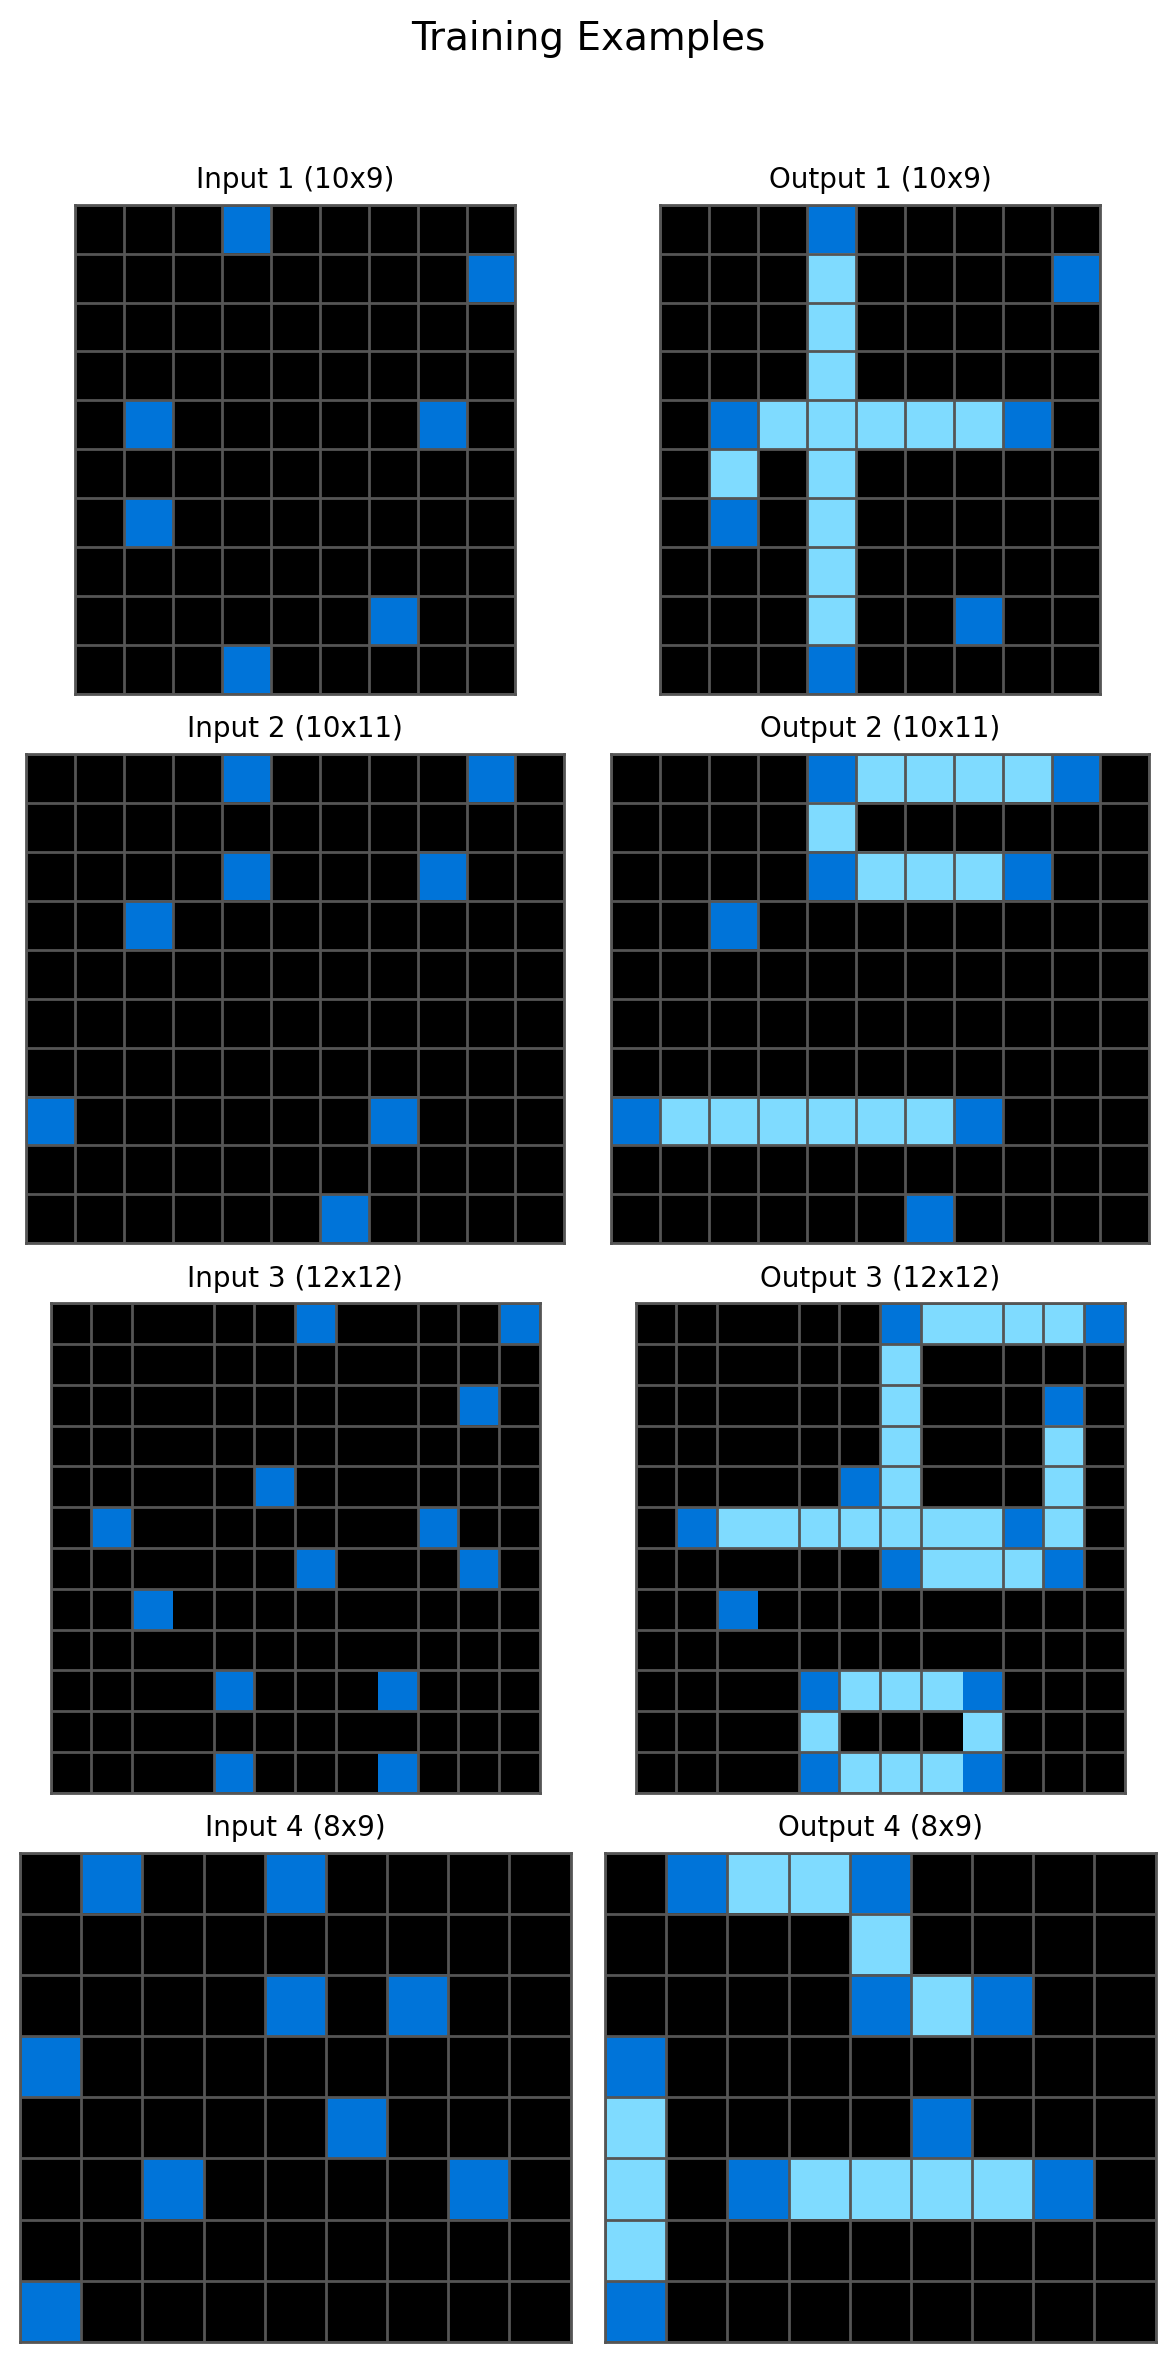 Training Examples
Input 1 (10x9)
Output 1 (10x9)
Input 2 (10x11)
Output 2 (10x11)
Input 3 (12x12)
Output 3 (12x12)
Input 4 (8x9)
Output 4 (8x9)